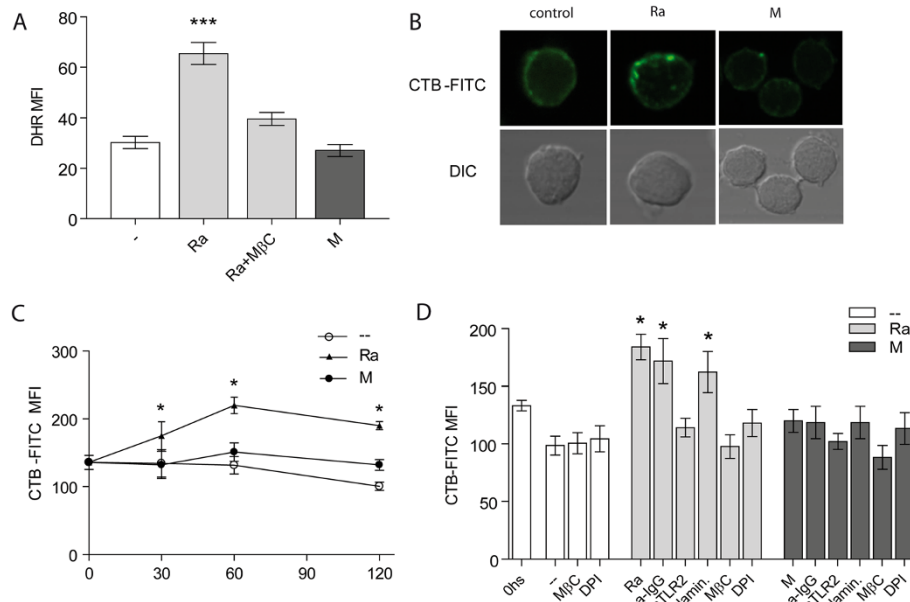 A
DHR MFI
80
60
40
20
0
***
-
Ra
Ra+MβC
M
B
control Ra M
CTB-FITC
DIC
C
CTB-FITC MFI
300
200
100
0
--
Ra
M
* * *
0 30 60 90 120
D
CTB-FITC MFI
200
150
100
50
0
--
Ra
M
* * *
0hs
--
MβC
DPI
Ra
MβC
DPI
M
MβC
DPI